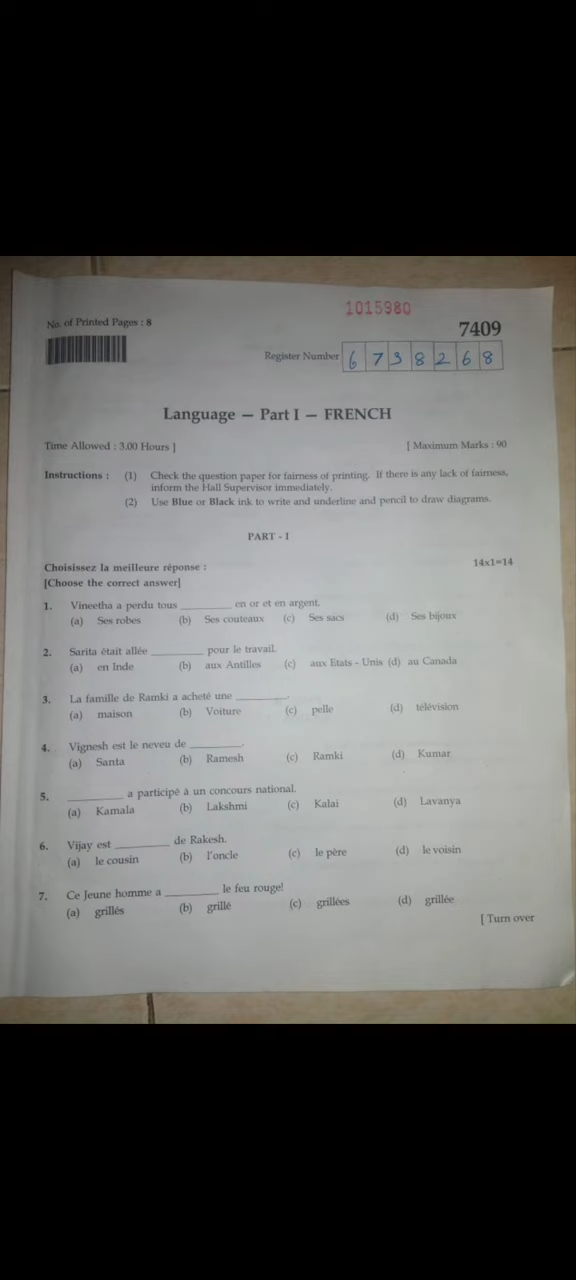 1015980
No. of Printed Pages : 8
7409
Register Number 6 7 3 8 2 6 8
Language – Part I – FRENCH
Time Allowed : 3.00 Hours ] [ Maximum Marks : 90
Instructions : (1) Check the question paper for fairness of printing. If there is any lack of fairness,
inform the Hall Supervisor immediately.
(2) Use Blue or Black ink to write and underline and pencil to draw diagrams.
PART - I
Choisissez la meilleure réponse : 14x1=14
[Choose the correct answer]
1. Vineetha a perdu tous ________ en or et en argent.
(a) Ses robes (b) Ses couteaux (c) Ses sacs (d) Ses bijoux
2. Sarita était allée ________ pour le travail.
(a) en Inde (b) aux Antilles (c) aux Etats - Unis (d) au Canada
3. La famille de Ramki a acheté une ________.
(a) maison (b) Voiture (c) pelle (d) télévision
4. Vignesh est le neveu de ________.
(a) Santa (b) Ramesh (c) Ramki (d) Kumar
5. ________ a participé à un concours national.
(a) Kamala (b) Lakshmi (c) Kalai (d) Lavanya
6. Vijay est ________ de Rakesh.
(a) le cousin (b) l'oncle (c) le père (d) le voisin
7. Ce Jeune homme a ________ le feu rouge!
(a) grillés (b) grillé (c) grillées (d) grillée
[ Turn over